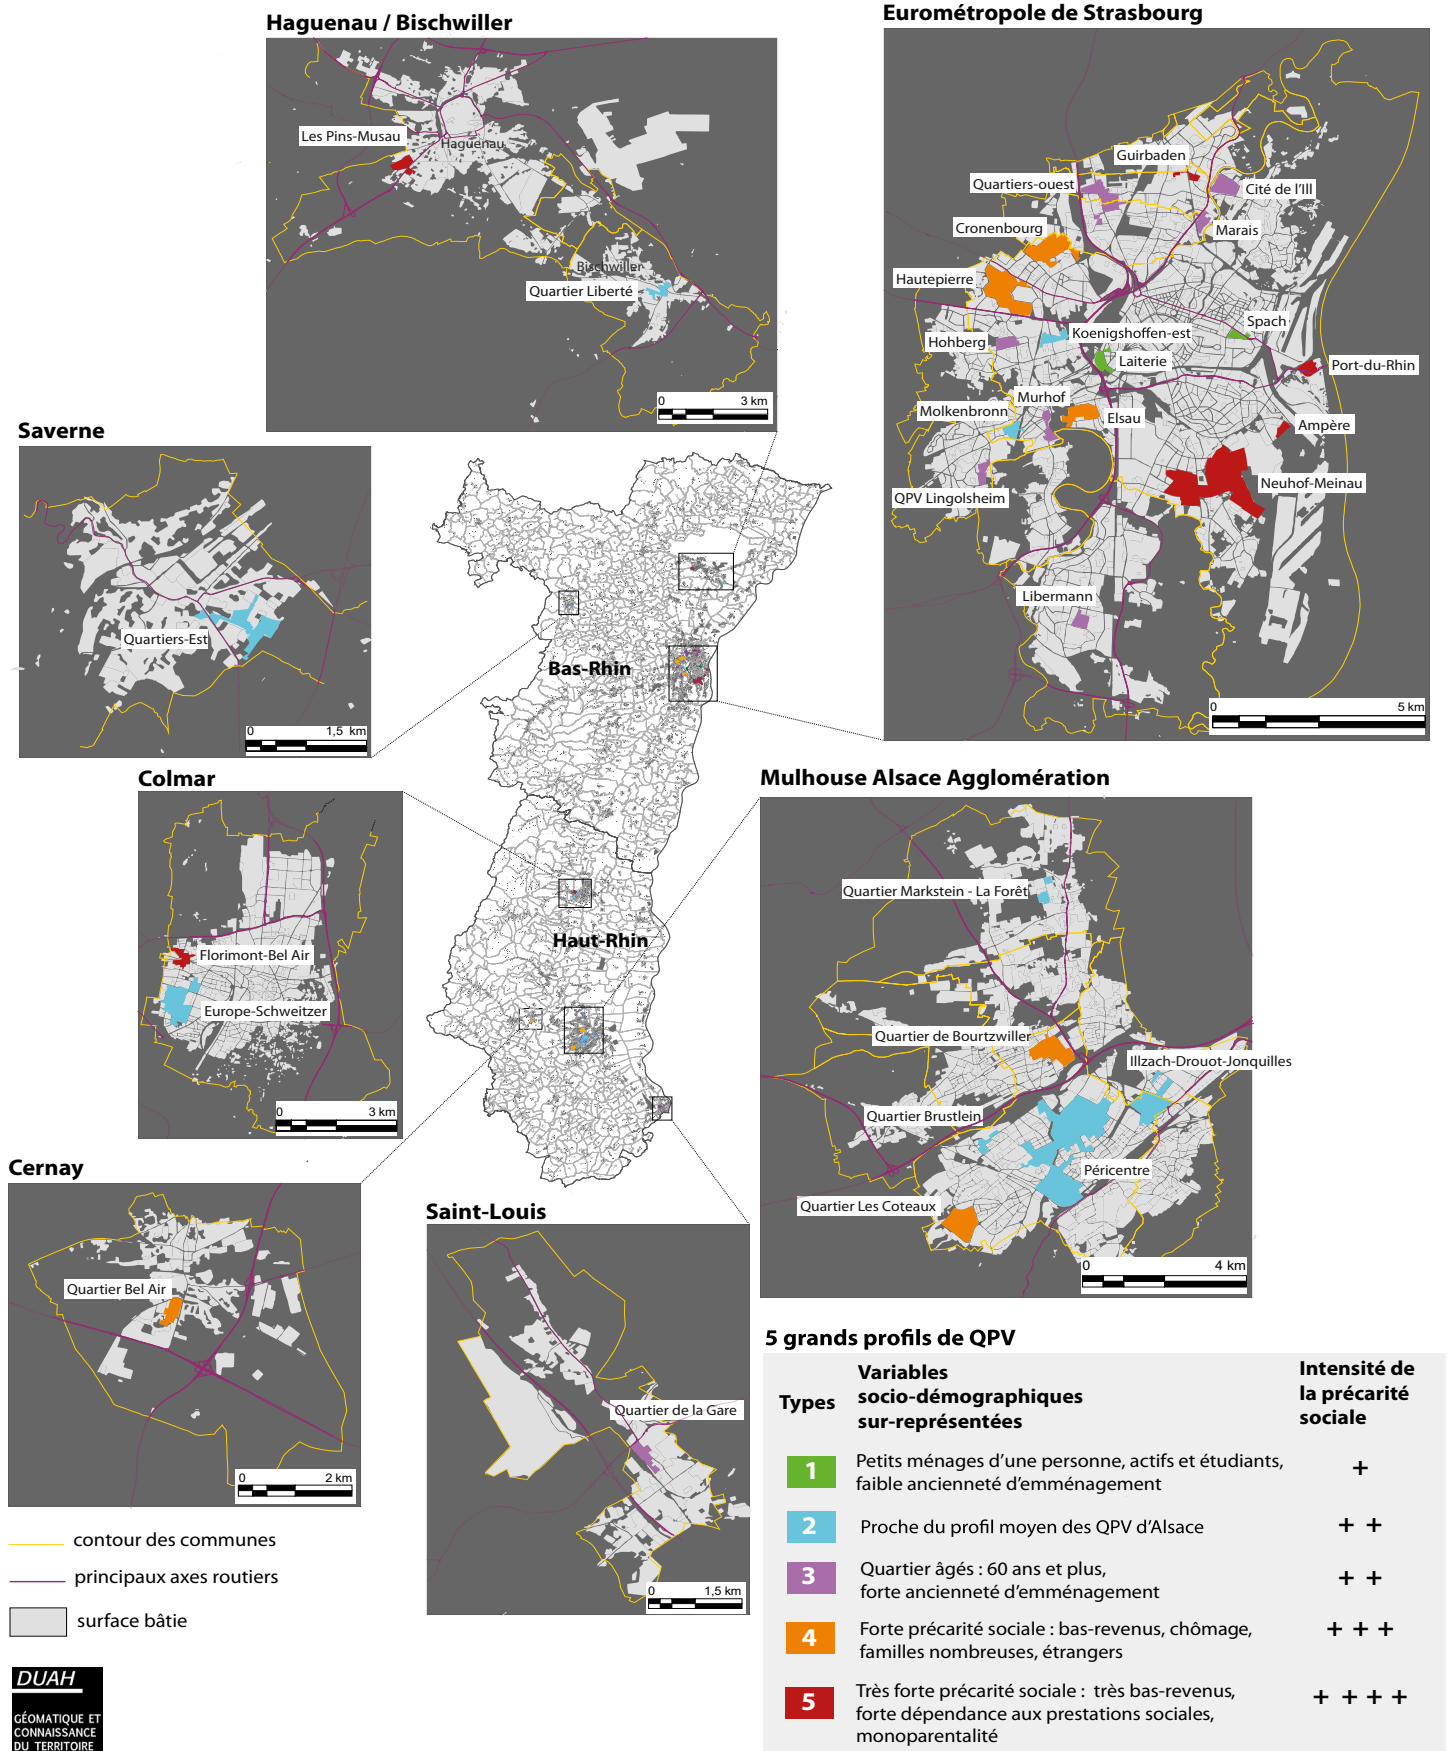 Haguenau / Bischwiller
Les Pins-Musau
Haguenau
Bischwiller
Quartier Liberté
0 3 km
Eurométropole de Strasbourg
Guirbaden
Quartiers-ouest
Cité de l'Ill
Cronenbourg
Marais
Hautepierre
Spach
Hohberg
Koenigshoffen-est
Laiterie
Port-du-Rhin
Murhof
Molkenbronn
Elsau
Ampère
QPV Lingolsheim
Neuhof-Meinau
Libermann
0 5 km
Saverne
Quartiers-Est
0 1,5 km
Bas-Rhin
Haut-Rhin
Colmar
Florimont-Bel Air
Europe-Schweitzer
0 3 km
Mulhouse Alsace Agglomération
Quartier Markstein - La Forêt
Quartier de Bourtzwiller
Illzach-Drouot-Jonquilles
Quartier Brustlein
Péricentre
Quartier Les Coteaux
0 4 km
Cernay
Quartier Bel Air
0 2 km
Saint-Louis
Quartier de la Gare
0 1,5 km
contour des communes
principaux axes routiers
surface bâtie
DUAH
GÉOMATIQUE ET
CONNAISSANCE
DU TERRITOIRE
5 grands profils de QPV
Types
Variables
socio-démographiques
sur-représentées
Intensité de
la précarité
sociale
1
Petits ménages d'une personne, actifs et étudiants,
faible ancienneté d'emménagement
+
2
Proche du profil moyen des QPV d'Alsace
+ +
3
Quartier âgés : 60 ans et plus,
forte ancienneté d'emménagement
+ +
4
Forte précarité sociale : bas-revenus, chômage,
familles nombreuses, étrangers
+ + +
5
Très forte précarité sociale : très bas-revenus,
forte dépendance aux prestations sociales,
monoparentalité
+ + + +